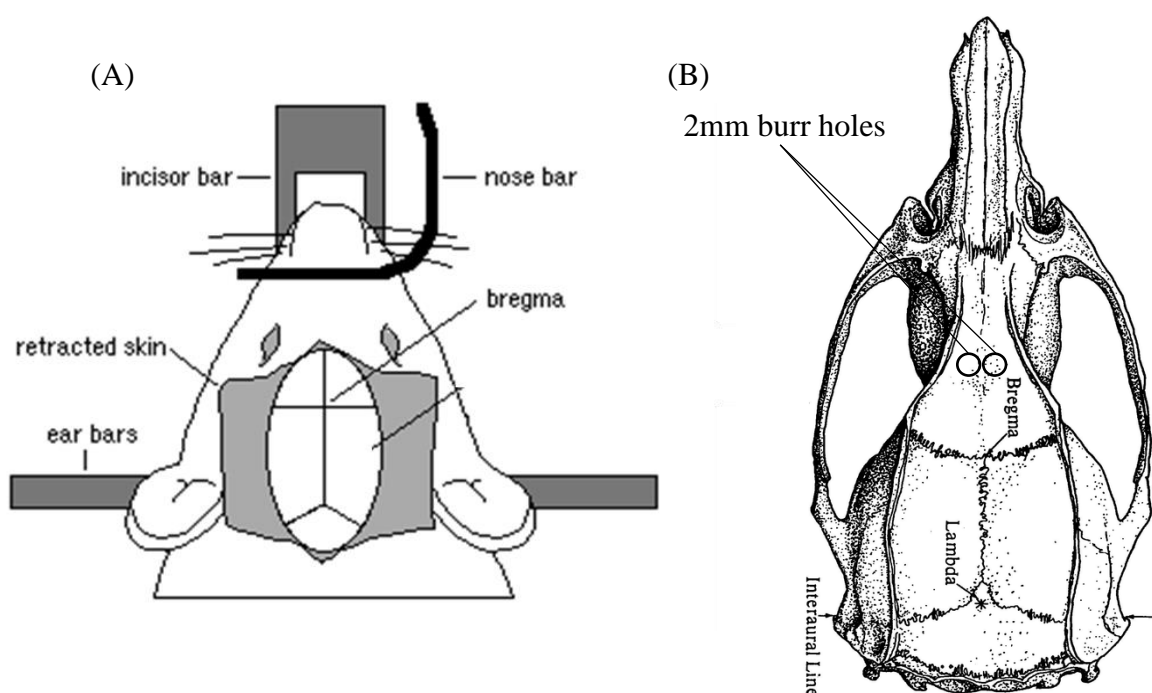 (A)
incisor bar
nose bar
bregma
retracted skin
ear bars
(B)
2mm burr holes
Bregma
Lambda
Interaural Line